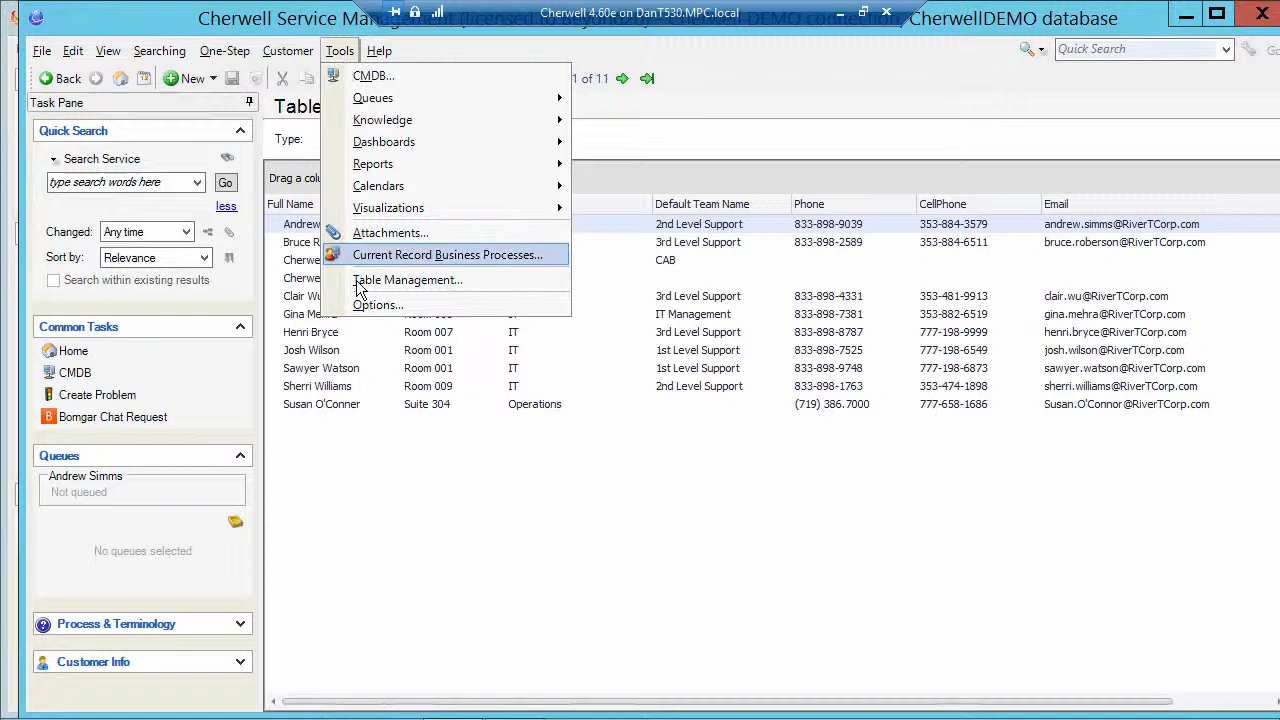 Cherwell Service Management (licensed
Cherwell 4.60e on DanT530.MPC.local
DEMO connection, CherwellDEMO database
File Edit View Searching One-Step Customer Tools Help
Quick Search
Back New 1 of 11
Task Pane
Table
Quick Search
Search Service
type search words here Go
less
Changed: Any time
Sort by: Relevance
Search within existing results
Common Tasks
Home
CMDB
Create Problem
Bomgar Chat Request
Queues
Andrew Simms
Not queued
No queues selected
Process & Terminology
Customer Info
CMDB...
Queues
Knowledge
Dashboards
Reports
Calendars
Visualizations
Attachments...
Current Record Business Processes...
Table Management...
Options...
Type:
Drag a colu
Full Name Default Team Name Phone CellPhone Email
Andrew 2nd Level Support 833-898-9039 353-884-3579 andrew.simms@RiverTCorp.com
Bruce R 3rd Level Support 833-898-2589 353-884-6511 bruce.roberson@RiverTCorp.com
Cherwe CAB
Cherwe
Clair Wu 3rd Level Support 833-898-4331 353-481-9913 clair.wu@RiverTCorp.com
Gina Mehra Room 007 IT IT Management 833-898-7381 353-882-6519 gina.mehra@RiverTCorp.com
Henri Bryce Room 007 IT 3rd Level Support 833-898-8787 777-198-9999 henri.bryce@RiverTCorp.com
Josh Wilson Room 001 IT 1st Level Support 833-898-7525 777-198-6549 josh.wilson@RiverTCorp.com
Sawyer Watson Room 001 IT 1st Level Support 833-898-9748 777-198-6873 sawyer.watson@RiverTCorp.com
Sherri Williams Room 009 IT 2nd Level Support 833-898-1763 353-474-1898 sherri.williams@RiverTCorp.com
Susan O'Conner Suite 304 Operations (719) 386.7000 777-658-1686 Susan.O'Connor@RiverTCorp.com